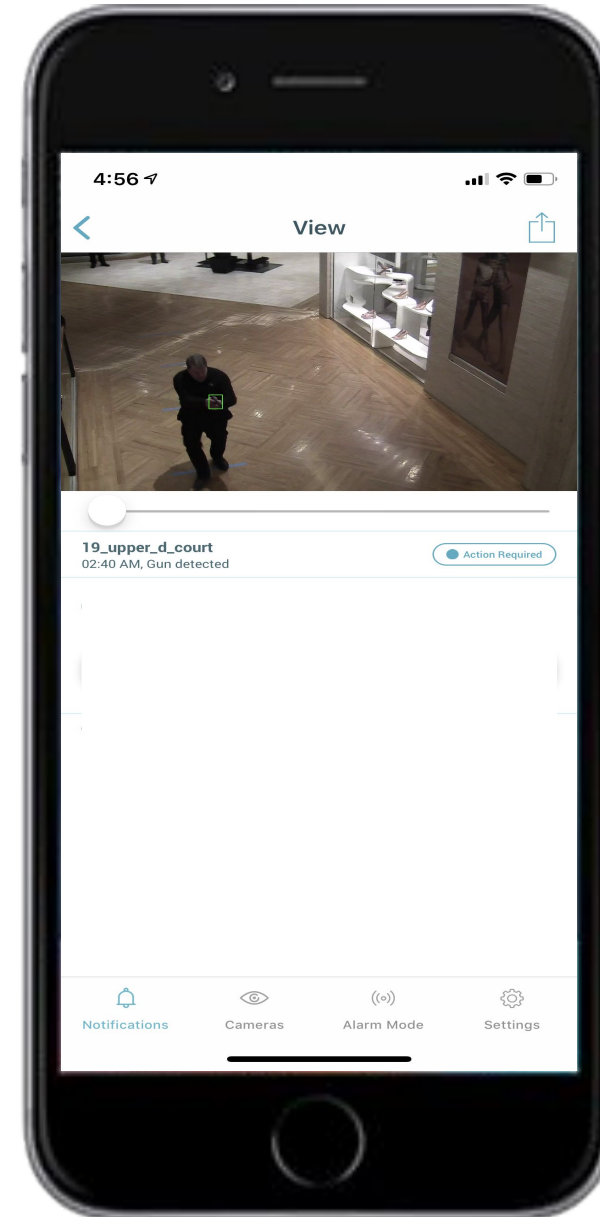 4:56
View
19_upper_d_court
02:40 AM, Gun detected
Action Required
Notifications
Cameras
Alarm Mode
Settings